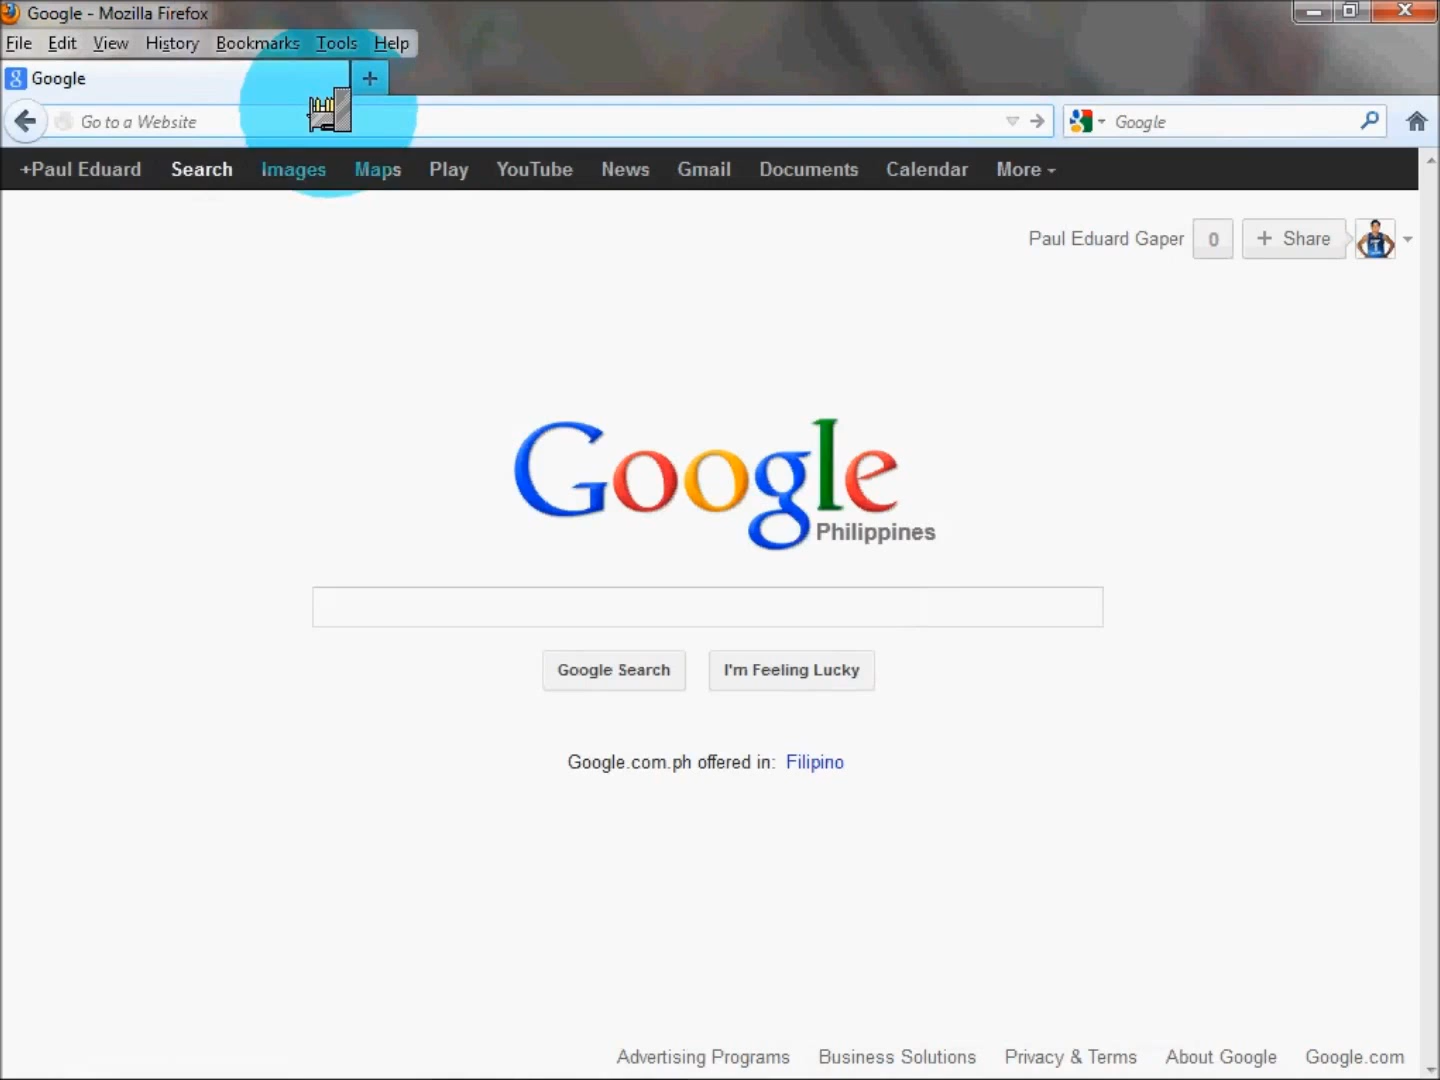 Google - Mozilla Firefox
File Edit View History Bookmarks Tools Help
Google
Go to a Website Google
+Paul Eduard Search Images Maps Play YouTube News Gmail Documents Calendar More
Paul Eduard Gaper 0 + Share
Google
Philippines
Google Search I'm Feeling Lucky
Google.com.ph offered in: Filipino
Advertising Programs Business Solutions Privacy & Terms About Google Google.com